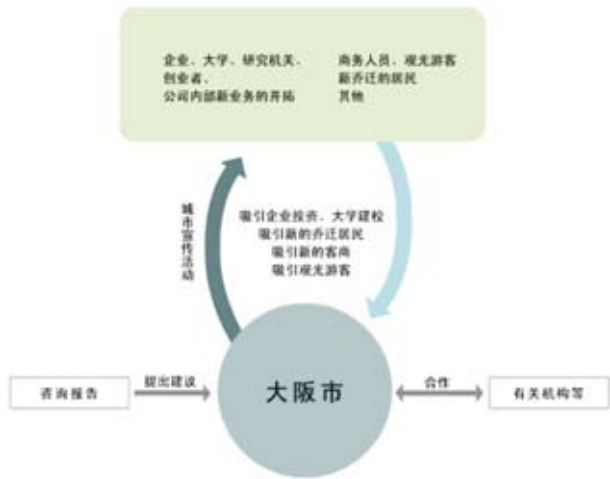 企业、大学、研究机关、
创业者、
公司内部新业务的开拓
商务人员、观光游客
新乔迁的居民
其他
城市宣传活动
吸引企业投资、大学建校
吸引新的乔迁居民
吸引新的客商
吸引观光游客
咨询报告
提出建议
大阪市
合作
有关机构等